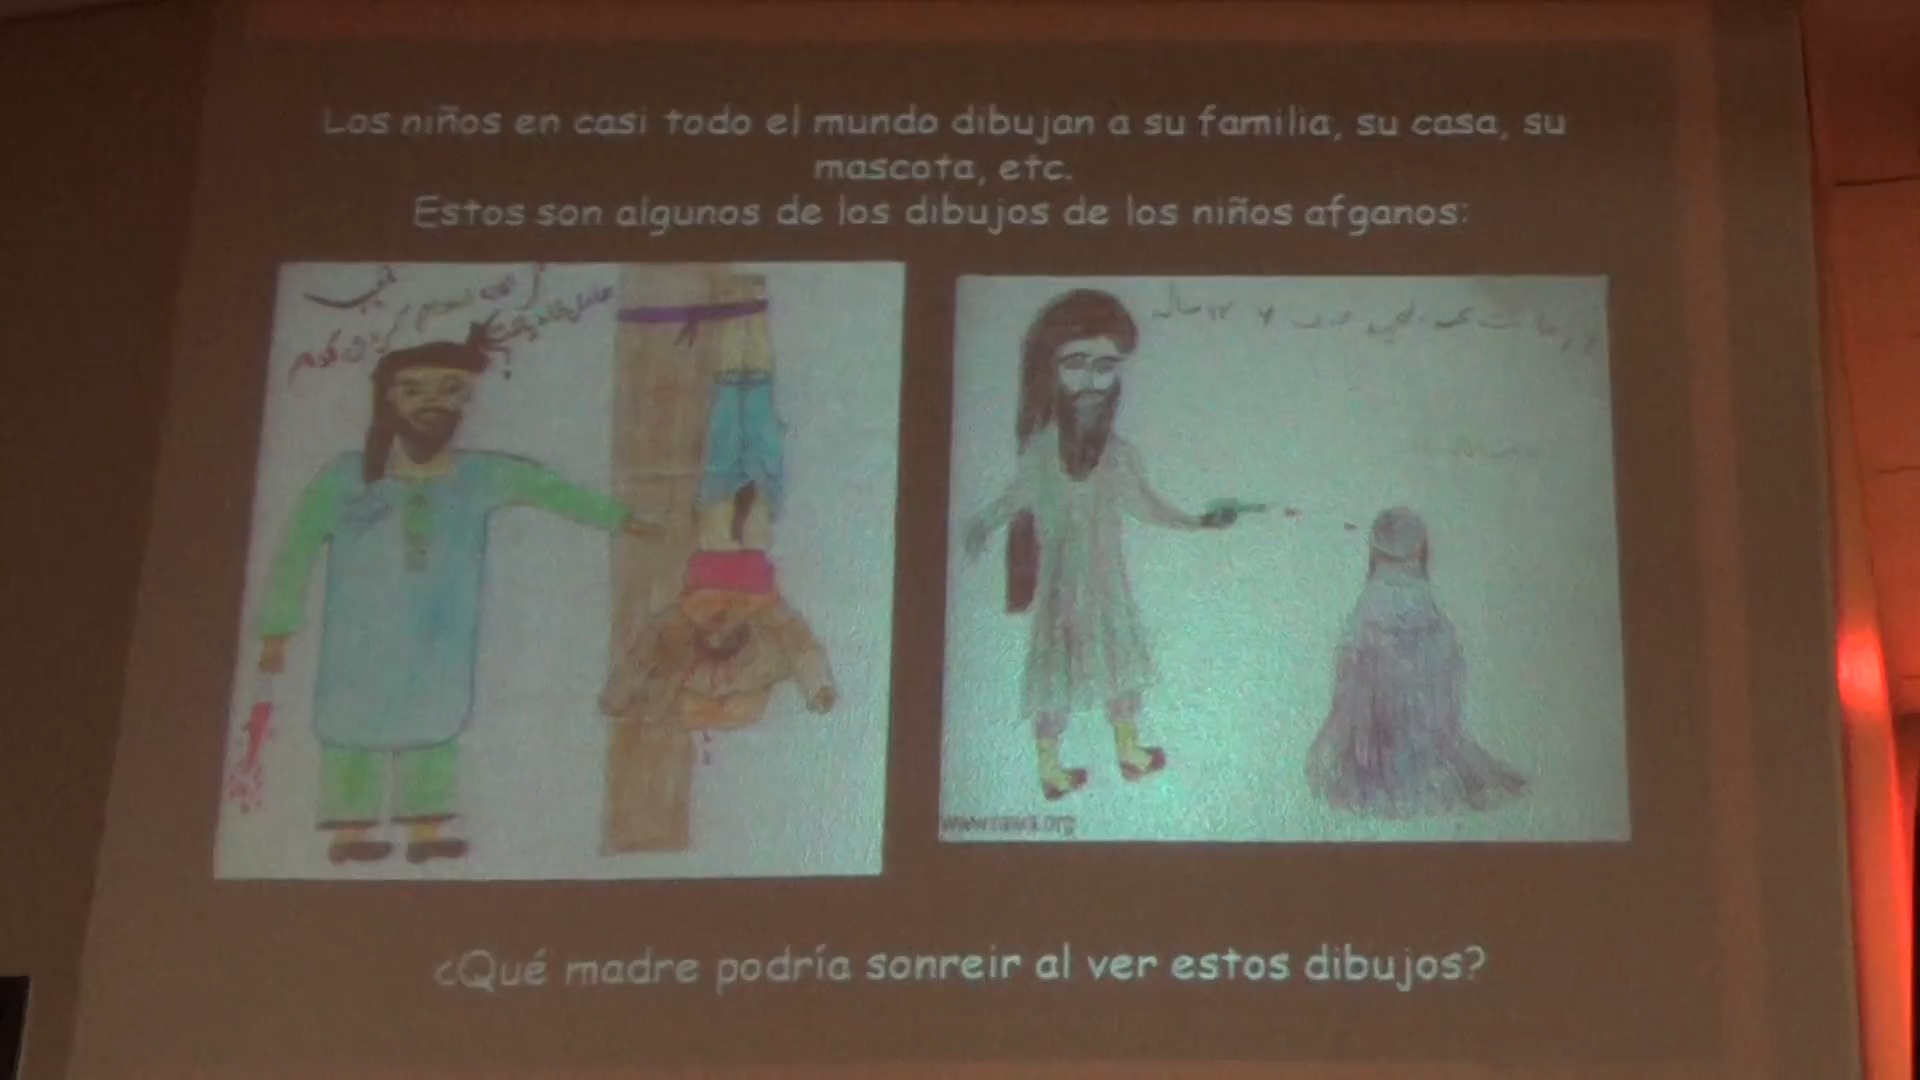 Los niños en casi todo el mundo dibujan a su familia, su casa, su
mascota, etc.
Estos son algunos de los dibujos de los niños afganos:
www.rawa.org
¿Qué madre podría sonreir al ver estos dibujos?